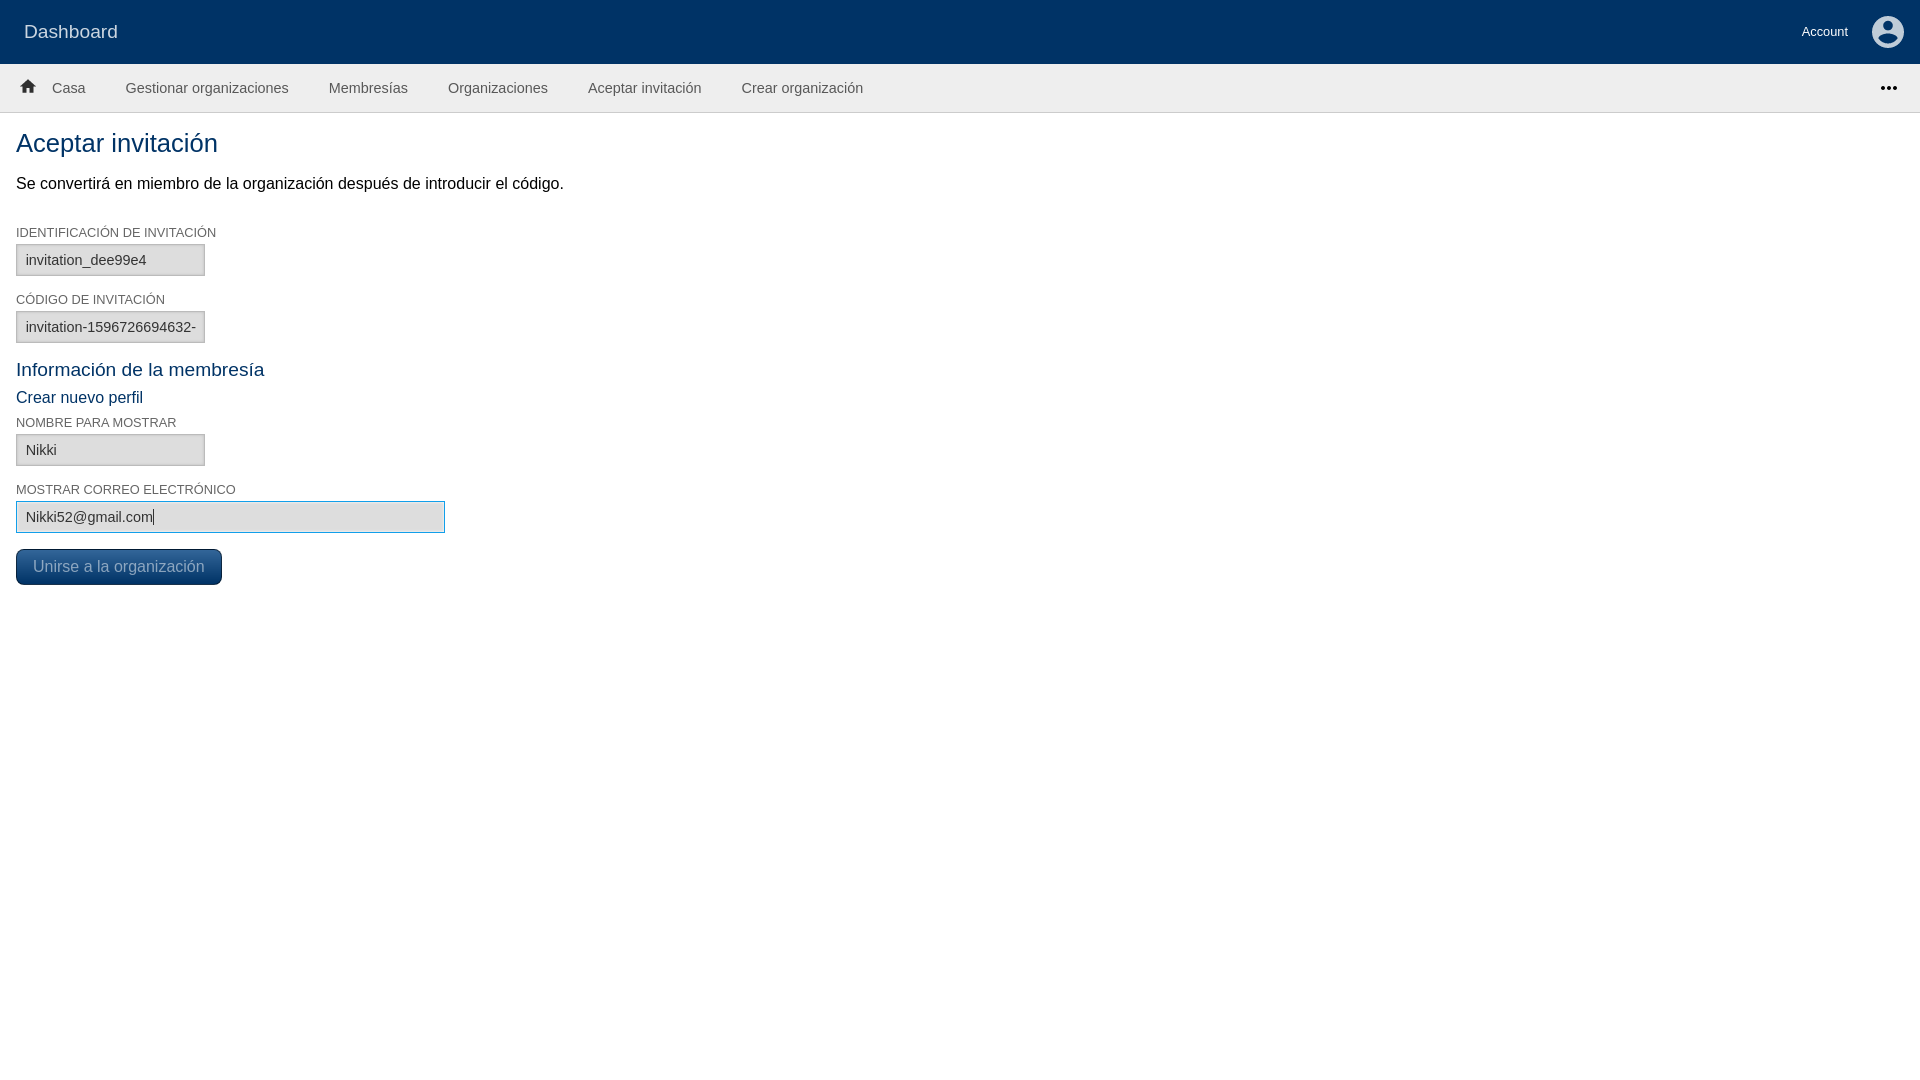 Dashboard
Account
Casa
Gestionar organizaciones
Membresías
Organizaciones
Aceptar invitación
Crear organización
Aceptar invitación
Se convertirá en miembro de la organización después de introducir el código.
IDENTIFICACIÓN DE INVITACIÓN
invitation_dee99e4
CÓDIGO DE INVITACIÓN
invitation-1596726694632-
Información de la membresía
Crear nuevo perfil
NOMBRE PARA MOSTRAR
Nikki
MOSTRAR CORREO ELECTRÓNICO
Nikki52@gmail.com
Unirse a la organización